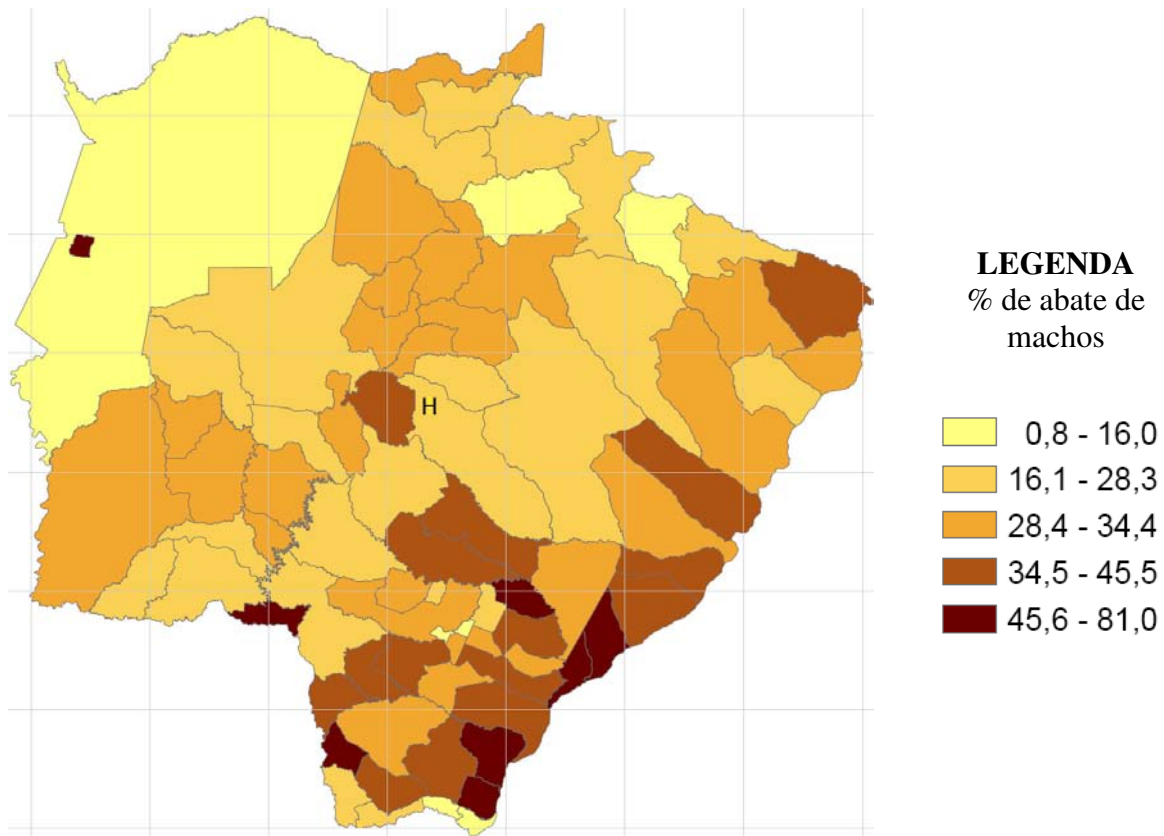 H
LEGENDA
% de abate de
machos
0,8 - 16,0
16,1 - 28,3
28,4 - 34,4
34,5 - 45,5
45,6 - 81,0